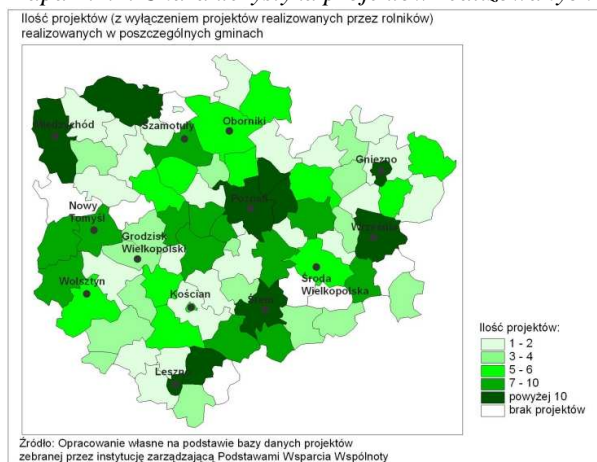 Ilość projektów (z wyłączeniem projektów realizowanych przez rolników)
realizowanych w poszczególnych gminach
Szamotuły
Oborniki
Gniezno
Poznań
Nowy
Tomyśl
Września
Grodzisk
Wielkopolski
Wolsztyn
Kościan
Środa
Wielkopolska
Śrem
Leszno
Ilość projektów:
1 - 2
3 - 4
5 - 6
7 - 10
powyżej 10
brak projektów
Źródło: Opracowanie własne na podstawie bazy danych projektów
zebranej przez instytucję zarządzającą Podstawami Wsparcia Wspólnoty